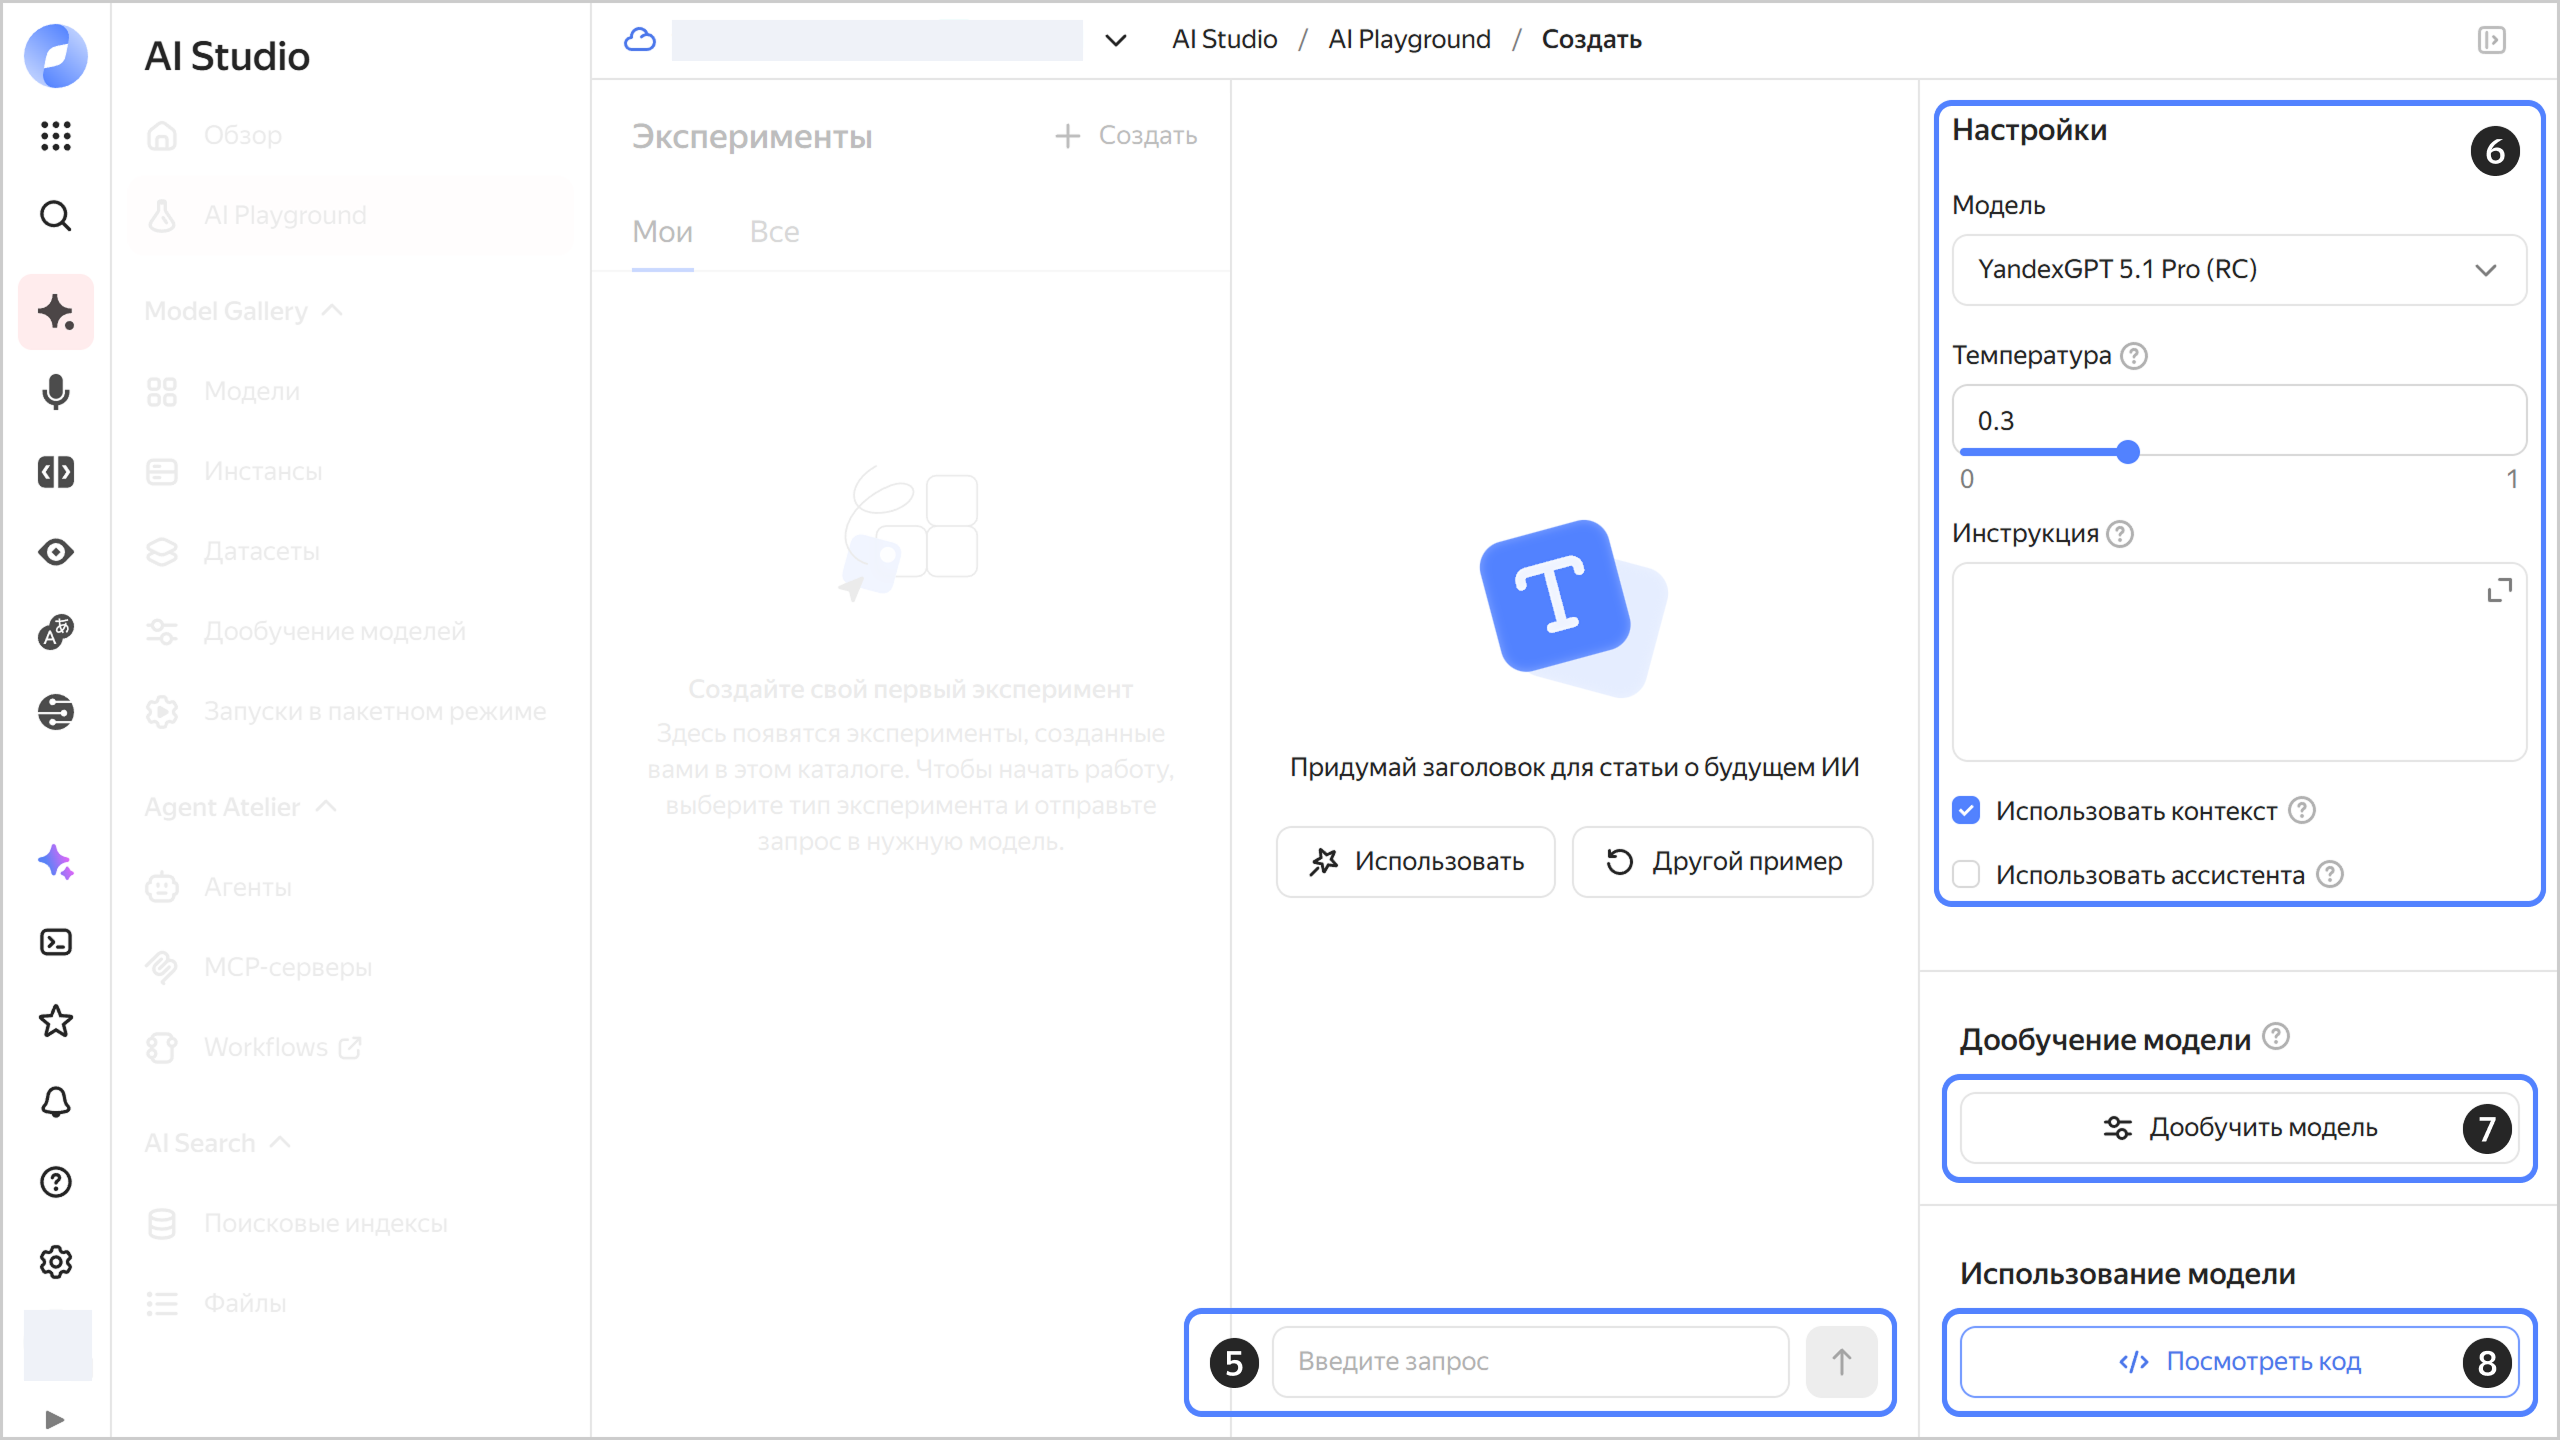 AI Studio
Обзор
AI Playground
Model Gallery
Модели
Инстансы
Датасеты
Дообучение моделей
Запуски в пакетном режиме
Agent Atelier
Агенты
MCP-серверы
Workflows
AI Search
Поисковые индексы
Файлы
AI Studio / AI Playground / Создать
Эксперименты
Создать
Мои
Все
Создайте свой первый эксперимент
Здесь появятся эксперименты, созданные
вами в этом каталоге. Чтобы начать работу,
выберите тип эксперимента и отправьте
запрос в нужную модель.
T
Придумай заголовок для статьи о будущем ИИ
Использовать
Другой пример
5
Введите запрос
Настройки
6
Модель
YandexGPT 5.1 Pro (RC)
Температура
0.3
0
1
Инструкция
Использовать контекст
Использовать ассистента
Дообучение модели
Дообучить модель
7
Использование модели
Посмотреть код
8